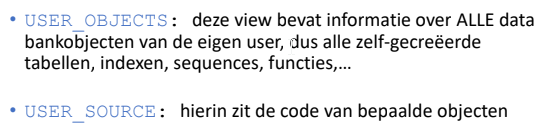 • USER_OBJECTS: deze view bevat informatie over ALLE data
bankobjecten van de eigen user, dus alle zelf-gecreëerde
tabellen, indexen, sequences, functies,...
• USER_SOURCE: hierin zit de code van bepaalde objecten